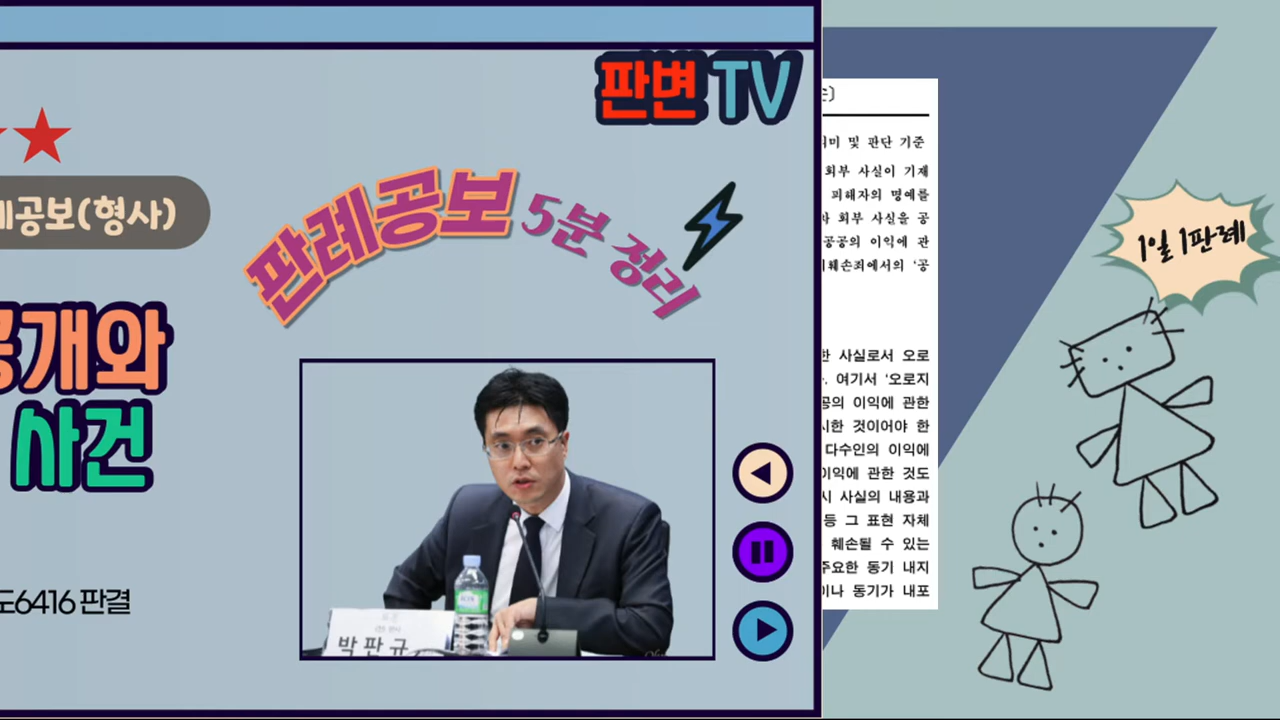 판변 TV
례공보(형사)
판례공보 5분 정리
공개와
사건
도6416 판결
박판규
미 및 판단 기준
회부 사실이 기재
피해자의 명예를
회부 사실을 공
공공의 이익에 관
훼손죄에서의 '공
한 사실로서 오로
여기서 '오로지
공의 이익에 관한
시한 것이어야 한
다수인의 이익에
이익에 관한 것도
시 사실의 내용과
등 그 표현 자체
훼손될 수 있는
주요한 동기 내지
이나 동기가 내포
1일 1판례